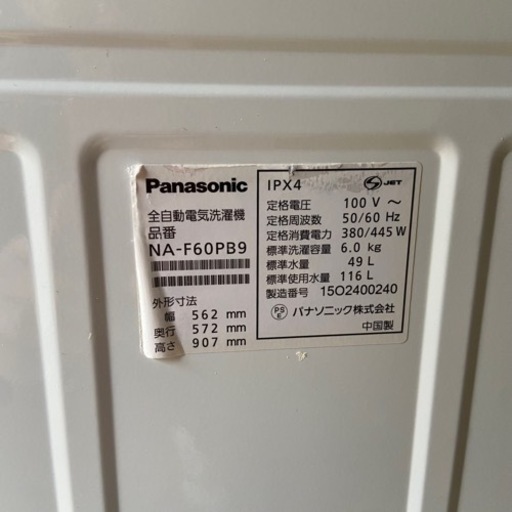 Panasonic
全自動電気洗濯機
品番
NA-F60PB9
外形寸法
幅 562 mm
奥行 572 mm
高さ 907 mm
IPX4
JET
定格電圧 100 V ～
定格周波数 50/60 Hz
定格消費電力 380/445 W
標準洗濯容量 6.0 kg
標準水量 49 L
標準使用水量 116 L
製造番号 15O2400240
PS E パナソニック株式会社
中国製